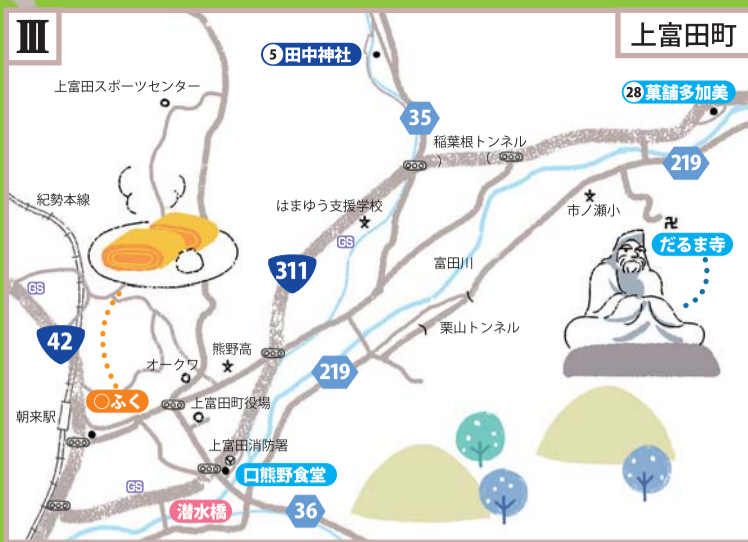 Ⅲ
上富田町
⑤田中神社
上富田スポーツセンター
㉘菓舗多加美
35
稲葉根トンネル
219
紀勢本線
はまゆう支援学校
市ノ瀬小
GS
だるま寺
311
富田川
GS
栗山トンネル
42
熊野高
オークワ
219
○ふく
上富田町役場
朝来駅
上富田消防署
口熊野食堂
GS
潜水橋
36